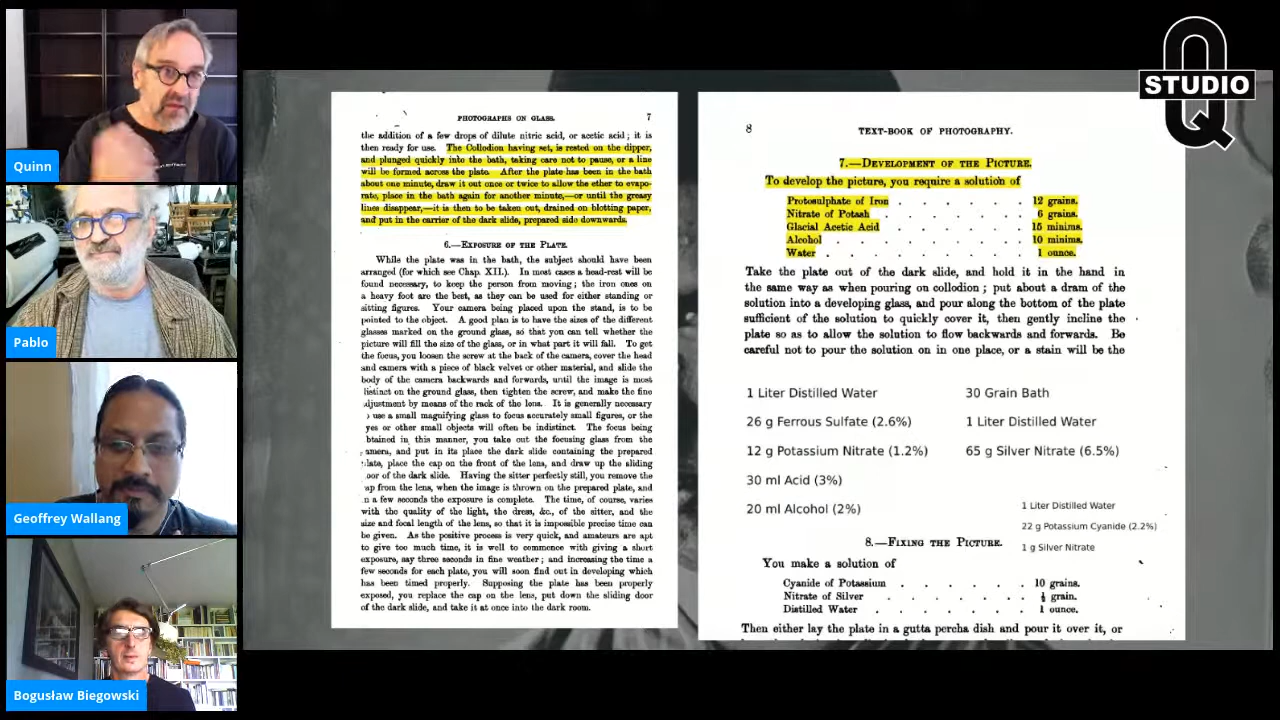 Quinn
Pablo
Geoffrey Wallang
Bogusław Biegowski
STUDIO
Q
PHOTOGRAPHS ON GLASS.
7
the addition of a few drops of dilute nitric acid, or acetic acid; it is
then ready for use. The Collodion having set, is rested on the dipper,
and plunged quickly into the bath, taking care not to pause, or a line
will be formed across the plate. After the plate has been in the bath
about one minute, draw it out once or twice to allow the ether to evapo-
rate, place in the bath again for another minute,—or until the greasy
lines disappear,—it is then to be taken out, drained on blotting paper,
and put in the carrier of the dark slide, prepared side downwards.
6.—EXPOSURE OF THE PLATE.
While the plate was in the bath, the subject should have been
arranged (for which see Chap. XII.). In most cases a head-rest will be
found necessary, to keep the person from moving; the iron ones on
a heavy foot are the best, as they can be used for either standing or
sitting figures. Your camera being placed upon the stand, is to be
pointed to the object. A good plan is to have the sizes of the different
glasses marked on the ground glass, so that you can tell whether the
picture will fill the size of the glass, or in what part it will fall. To get
the focus, you loosen the screw at the back of the camera, cover the head
and camera with a piece of black velvet or other material, and slide the
body of the camera backwards and forwards, until the image is most
distinct on the ground glass, then tighten the screw, and make the fine
adjustment by means of the rack of the lens. It is generally necessary
use a small magnifying glass to focus accurately small figures, or the
yes or other small objects will often be indistinct. The focus being
btained in this manner, you take out the focusing glass from the
amera, and put in its place the dark slide containing the prepared
late, place the cap on the front of the lens, and draw up the sliding
oor of the dark slide. Having the sitter perfectly still, you remove the
ap from the lens, when the image is thrown on the prepared plate, and
n a few seconds the exposure is complete. The time, of course, varies
with the quality of the light, the dress, &c., of the sitter, and the
size and focal length of the lens, so that it is impossible precise time can
be given. As the positive process is very quick, and amateurs are apt
to give too much time, it is well to commence with giving a short
exposure, say three seconds in fine weather; and increasing the time a
few seconds for each plate, you will soon find out in developing which
has been timed properly. Supposing the plate has been properly
exposed, you replace the cap on the lens, put down the sliding door
of the dark slide, and take it at once into the dark room.
8
TEXT-BOOK OF PHOTOGRAPHY.
7.—DEVELOPMENT OF THE PICTURE.
To develop the picture, you require a solution of
Protosulphate of Iron . . . . . 12 grains.
Nitrate of Potash . . . . . 6 grains.
Glacial Acetic Acid . . . . . 15 minims.
Alcohol . . . . . 10 minims.
Water . . . . . 1 ounce.
Take the plate out of the dark slide, and hold it in the hand in
the same way as when pouring on collodion; put about a dram of the
solution into a developing glass, and pour along the bottom of the plate
sufficient of the solution to quickly cover it, then gently incline the
plate so as to allow the solution to flow backwards and forwards. Be
careful not to pour the solution on in one place, or a stain will be the
1 Liter Distilled Water
26 g Ferrous Sulfate (2.6%)
12 g Potassium Nitrate (1.2%)
30 ml Acid (3%)
20 ml Alcohol (2%)
30 Grain Bath
1 Liter Distilled Water
65 g Silver Nitrate (6.5%)
1 Liter Distilled Water
22 g Potassium Cyanide (2.2%)
1 g Silver Nitrate
8.—FIXING THE PICTURE.
You make a solution of
Cyanide of Potassium . . . . . 10 grains.
Nitrate of Silver . . . . . ½ grain.
Distilled Water . . . . . 1 ounce.
Then either lay the plate in a gutta percha dish and pour it over it, or